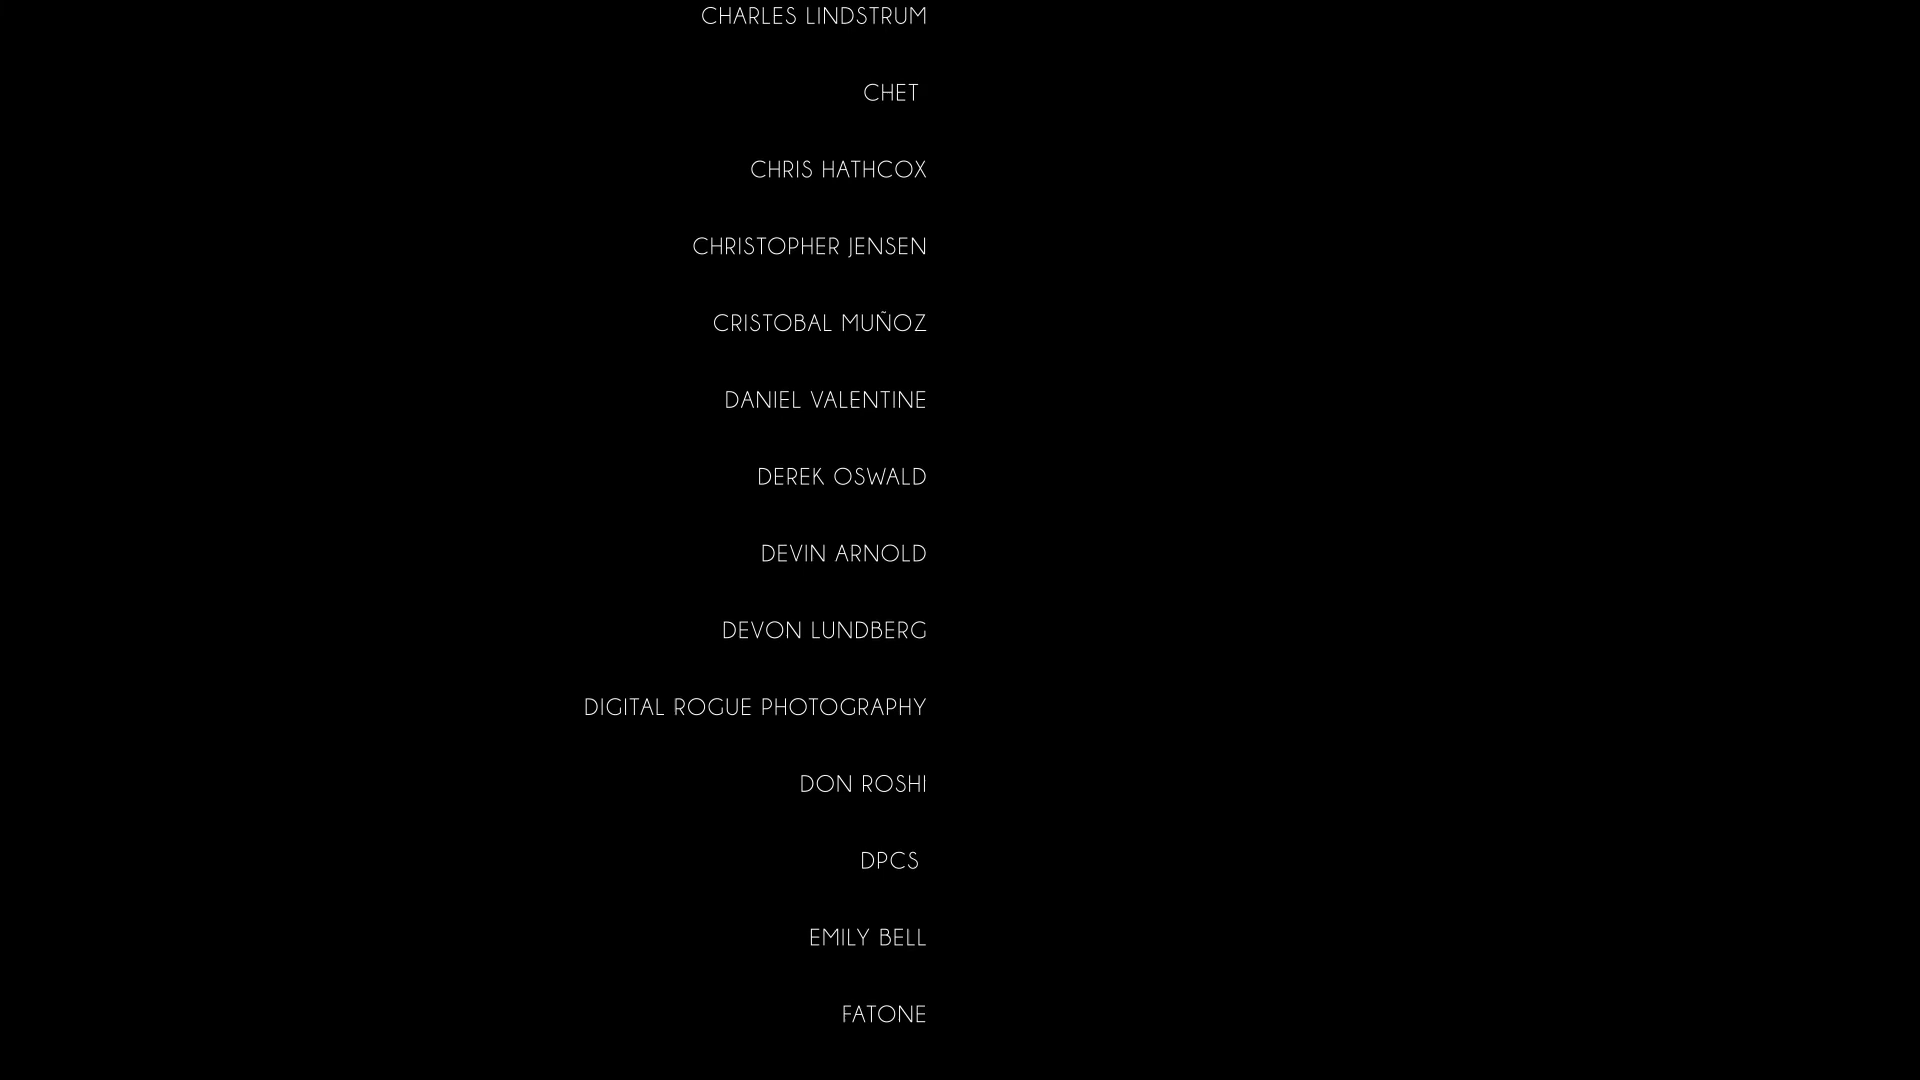 CHARLES LINDSTRUM
CHET
CHRIS HATHCOX
CHRISTOPHER JENSEN
CRISTOBAL MUÑOZ
DANIEL VALENTINE
DEREK OSWALD
DEVIN ARNOLD
DEVON LUNDBERG
DIGITAL ROGUE PHOTOGRAPHY
DON ROSHI
DPCS
EMILY BELL
FATONE